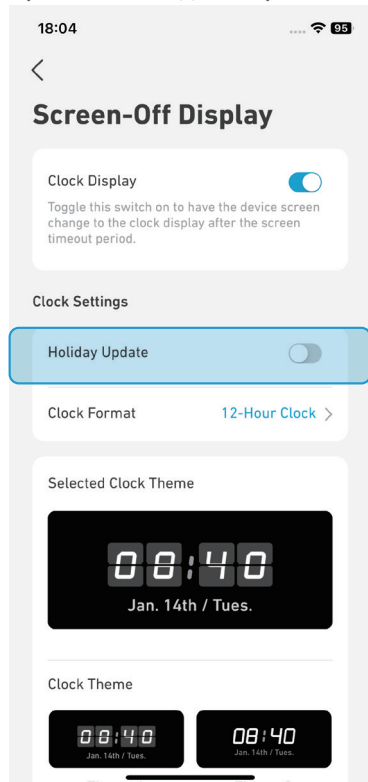 18:04
95
Screen-Off Display
Clock Display
Toggle this switch on to have the device screen
change to the clock display after the screen
timeout period.
Clock Settings
Holiday Update
Clock Format 12-Hour Clock >
Selected Clock Theme
08:40
Jan. 14th / Tues.
Clock Theme
08:40 08:40
Jan. 14th / Tues. Jan. 14th / Tues.